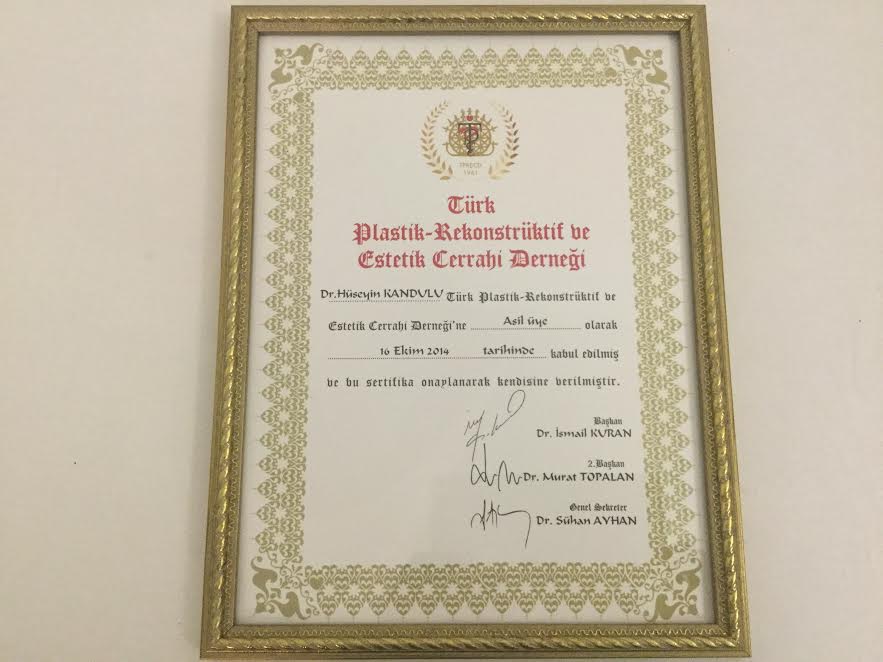 TPRECD
1961
Türk
Plastik-Rekonstrüktif ve
Estetik Cerrahi Derneği
Dr.Hüseyin KANDULU Türk Plastik-Rekonstrüktif ve
Estetik Cerrahi Derneği'ne Asil üye olarak
16 Ekim 2014 tarihinde kabul edilmiş
ve bu sertifika onaylanarak kendisine verilmiştir.
Başkan
Dr. İsmail KURAN
2.Başkan
Dr. Murat TOPALAN
Genel Sekreter
Dr. Sühan AYHAN